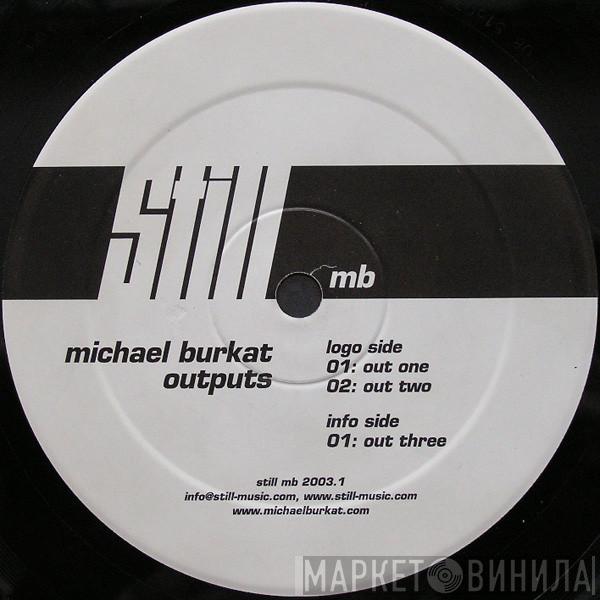 still
mb
michael burkat
outputs
logo side
01: out one
02: out two
info side
01: out three
still mb 2003.1
info@still-music.com, www.still-music.com
www.michaelburkat.com
МАРКЕТ ВИНИЛА